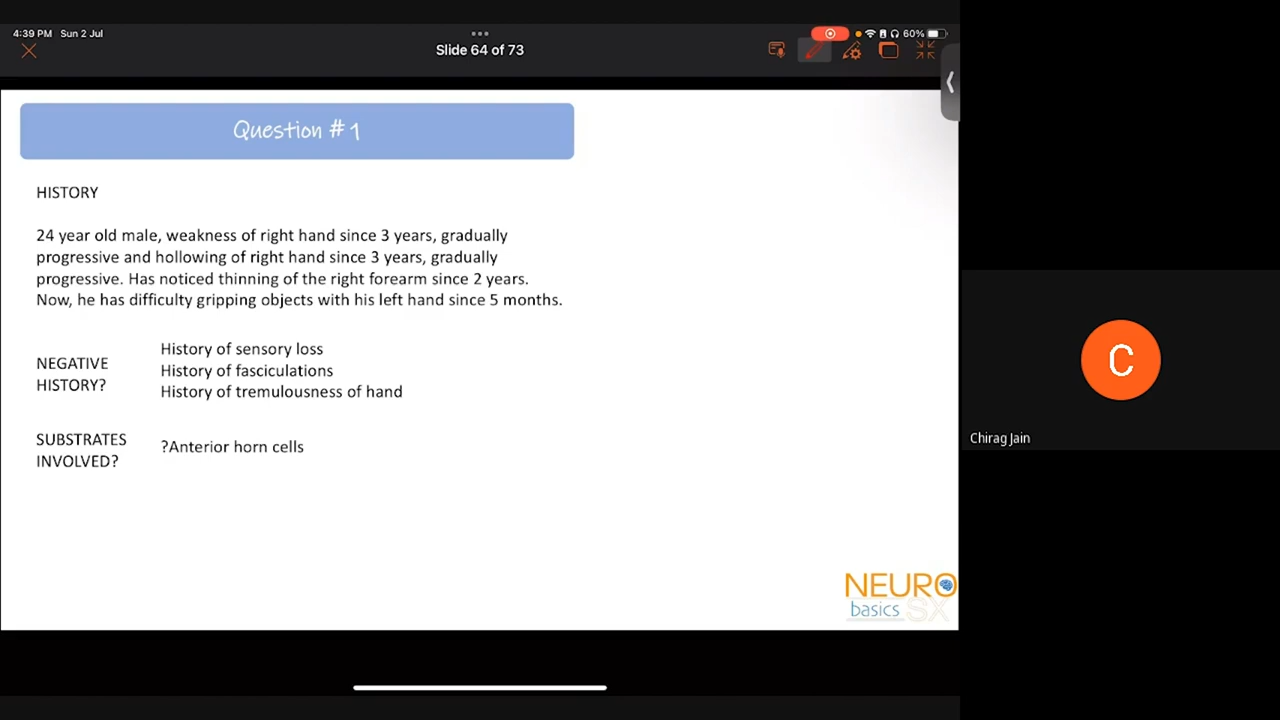 4:39 PM Sun 2 Jul
60%
Slide 64 of 73
Question # 1
HISTORY
24 year old male, weakness of right hand since 3 years, gradually
progressive and hollowing of right hand since 3 years, gradually
progressive. Has noticed thinning of the right forearm since 2 years.
Now, he has difficulty gripping objects with his left hand since 5 months.
NEGATIVE
HISTORY?
History of sensory loss
History of fasciculations
History of tremulousness of hand
SUBSTRATES
INVOLVED?
?Anterior horn cells
NEURO
basics SX
C
Chirag Jain